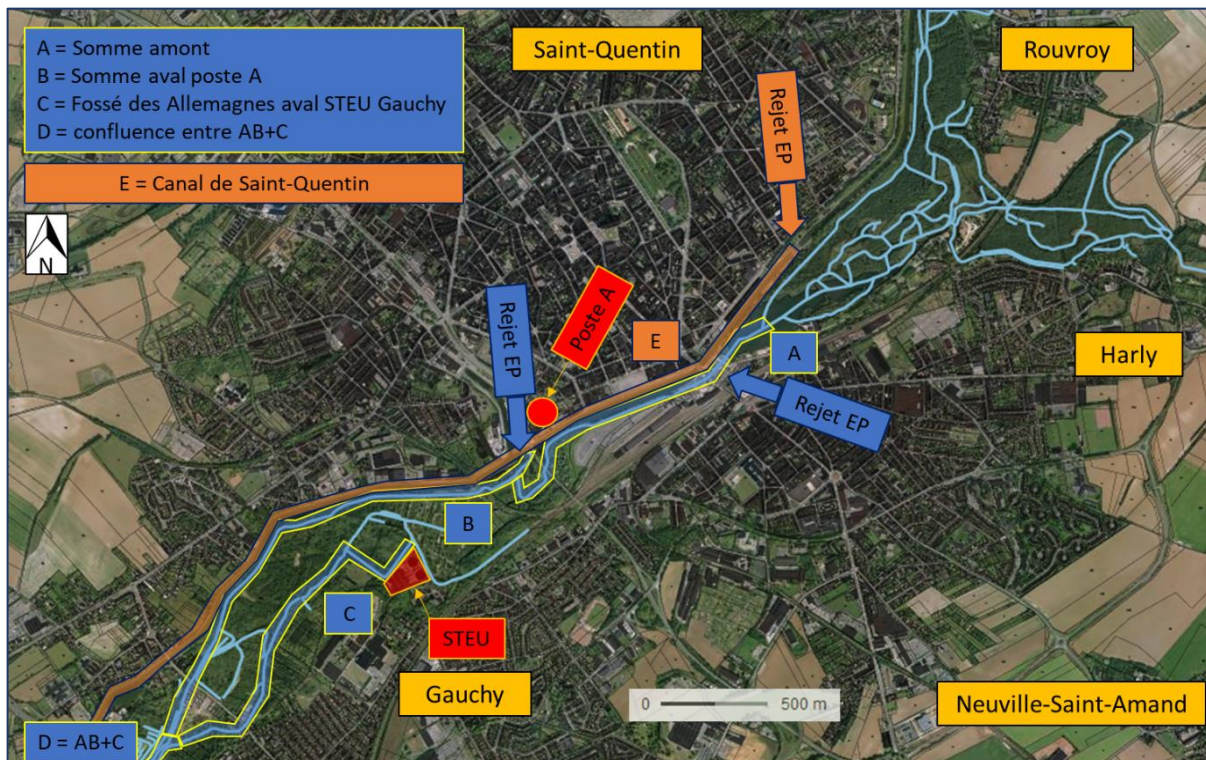 A = Somme amont
B = Somme aval poste A
C = Fossé des Allemagnes aval STEU Gauchy
D = confluence entre AB+C
E = Canal de Saint-Quentin
N
Saint-Quentin
Rouvroy
Rejet EP
Rejet EP
Poste A
E
A
Harly
Rejet EP
B
C
STEU
Gauchy
0 500 m
Neuville-Saint-Amand
D = AB+C